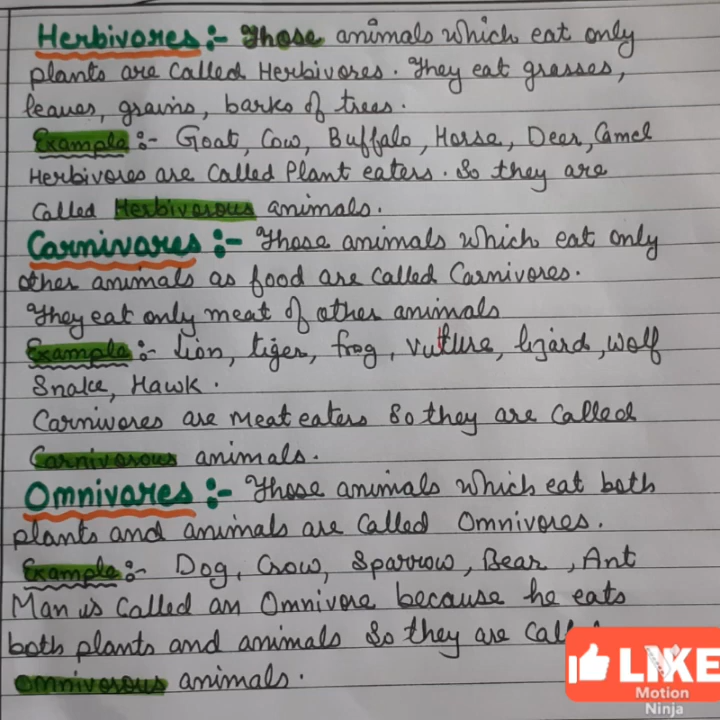 Herbivores :- Those animals which eat only
plants are called Herbivores. They eat grasses,
leaves, grains, barks of trees.
Example :- Goat, Cow, Buffalo, Horse, Deer, Camel
Herbivores are called Plant eaters. So they are
called Herbivorous animals.
Carnivores :- Those animals which eat only
other animals as food are called Carnivores.
They eat only meat of other animals
Example :- Lion, tiger, frog, vulture, lizard, wolf
Snake, Hawk.
Carnivores are meat eaters So they are called
Carnivorous animals.
Omnivores :- Those animals which eat both
plants and animals are called Omnivores.
Example :- Dog, Crow, Sparrow, Bear, Ant
Man is called an Omnivore because he eats
both plants and animals So they are call
omnivorous animals.
LIKE
Motion
Ninja